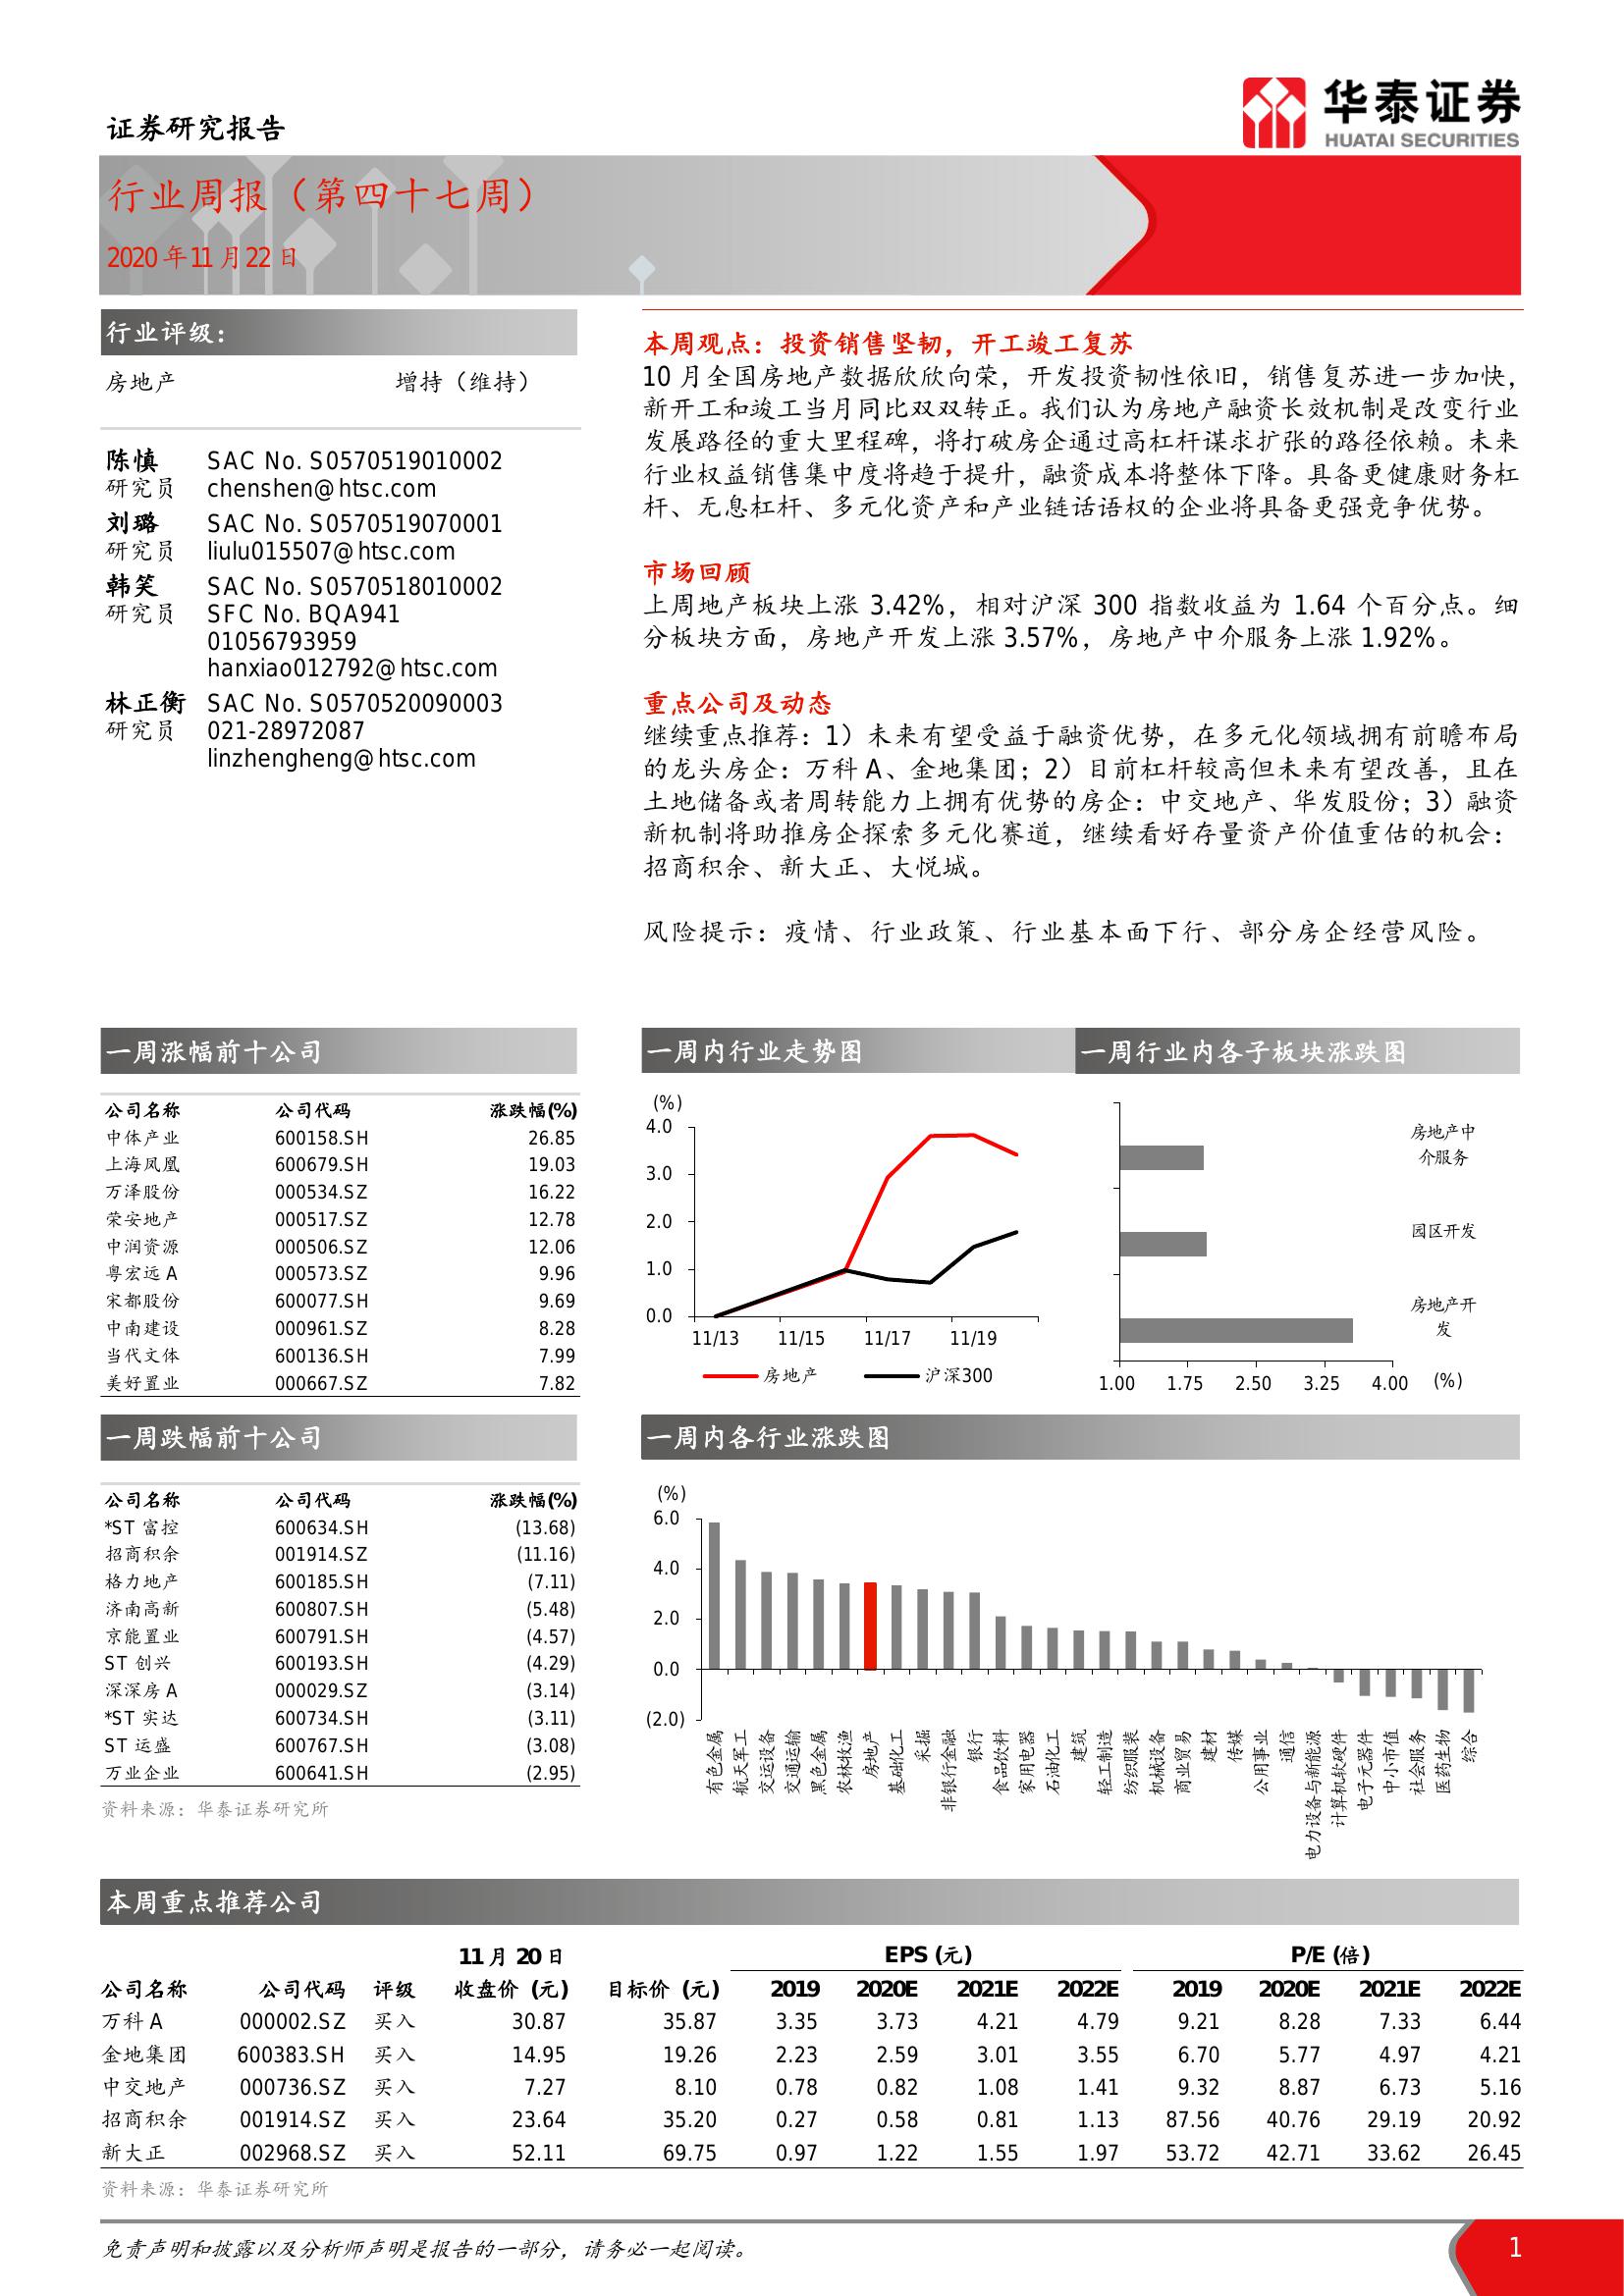 证券研究报告
华泰证券
HUATAI SECURITIES
行业周报（第四十七周）
2020 年 11 月 22 日
行业评级：
房地产 增持（维持）
陈慎 SAC No. S0570519010002
研究员 chenshen@htsc.com
刘璐 SAC No. S0570519070001
研究员 liulu015507@htsc.com
韩笑 SAC No. S0570518010002
研究员 SFC No. BQA941
01056793959
hanxiao012792@htsc.com
林正衡 SAC No. S0570520090003
研究员 021-28972087
linzhengheng@htsc.com
本周观点：投资销售坚韧，开工竣工复苏
10 月全国房地产数据欣欣向荣，开发投资韧性依旧，销售复苏进一步加快，
新开工和竣工当月同比双双转正。我们认为房地产融资长效机制是改变行业
发展路径的重大里程碑，将打破房企通过高杠杆谋求扩张的路径依赖。未来
行业权益销售集中度将趋于提升，融资成本将整体下降。具备更健康财务杠
杆、无息杠杆、多元化资产和产业链话语权的企业将具备更强竞争优势。
市场回顾
上周地产板块上涨 3.42%，相对沪深 300 指数收益为 1.64 个百分点。细
分板块方面，房地产开发上涨 3.57%，房地产中介服务上涨 1.92%。
重点公司及动态
继续重点推荐：1）未来有望受益于融资优势，在多元化领域拥有前瞻布局
的龙头房企：万科 A、金地集团；2）目前杠杆较高但未来有望改善，且在
土地储备或者周转能力上拥有优势的房企：中交地产、华发股份；3）融资
新机制将助推房企探索多元化赛道，继续看好存量资产价值重估的机会：
招商积余、新大正、大悦城。
风险提示：疫情、行业政策、行业基本面下行、部分房企经营风险。
一周涨幅前十公司
公司名称 公司代码 涨跌幅(%)
中体产业 600158.SH 26.85
上海凤凰 600679.SH 19.03
万泽股份 000534.SZ 16.22
荣安地产 000517.SZ 12.78
中润资源 000506.SZ 12.06
粤宏远 A 000573.SZ 9.96
宋都股份 600077.SH 9.69
中南建设 000961.SZ 8.28
当代文体 600136.SH 7.99
美好置业 000667.SZ 7.82
一周内行业走势图
(%)
4.0
3.0
2.0
1.0
0.0
11/13 11/15 11/17 11/19
房地产 沪深300
一周行业内各子板块涨跌图
房地产中
介服务
园区开发
房地产开
发
1.00 1.75 2.50 3.25 4.00 (%)
一周跌幅前十公司
公司名称 公司代码 涨跌幅(%)
*ST 富控 600634.SH (13.68)
招商积余 001914.SZ (11.16)
格力地产 600185.SH (7.11)
济南高新 600807.SH (5.48)
京能置业 600791.SH (4.57)
ST 创兴 600193.SH (4.29)
深深房 A 000029.SZ (3.14)
*ST 实达 600734.SH (3.11)
ST 运盛 600767.SH (3.08)
万业企业 600641.SH (2.95)
资料来源：华泰证券研究所
一周内各行业涨跌图
(%)
6.0
4.0
2.0
0.0
(2.0)
有色金属
航天军工
交运设备
交通运输
黑色金属
农林牧渔
房地产
基础化工
采掘
非银行金融
银行
食品饮料
家用电器
石油化工
建筑
轻工制造
纺织服装
机械设备
商业贸易
建材
传媒
公用事业
通信
电力设备与新能源
计算机软硬件
电子元器件
中小市值
社会服务
医药生物
综合
本周重点推荐公司
11 月 20 日 EPS (元) P/E (倍)
公司名称 公司代码 评级 收盘价 (元) 目标价 (元) 2019 2020E 2021E 2022E 2019 2020E 2021E 2022E
万科 A 000002.SZ 买入 30.87 35.87 3.35 3.73 4.21 4.79 9.21 8.28 7.33 6.44
金地集团 600383.SH 买入 14.95 19.26 2.23 2.59 3.01 3.55 6.70 5.77 4.97 4.21
中交地产 000736.SZ 买入 7.27 8.10 0.78 0.82 1.08 1.41 9.32 8.87 6.73 5.16
招商积余 001914.SZ 买入 23.64 35.20 0.27 0.58 0.81 1.13 87.56 40.76 29.19 20.92
新大正 002968.SZ 买入 52.11 69.75 0.97 1.22 1.55 1.97 53.72 42.71 33.62 26.45
资料来源：华泰证券研究所
免责声明和披露以及分析师声明是报告的一部分，请务必一起阅读。 1